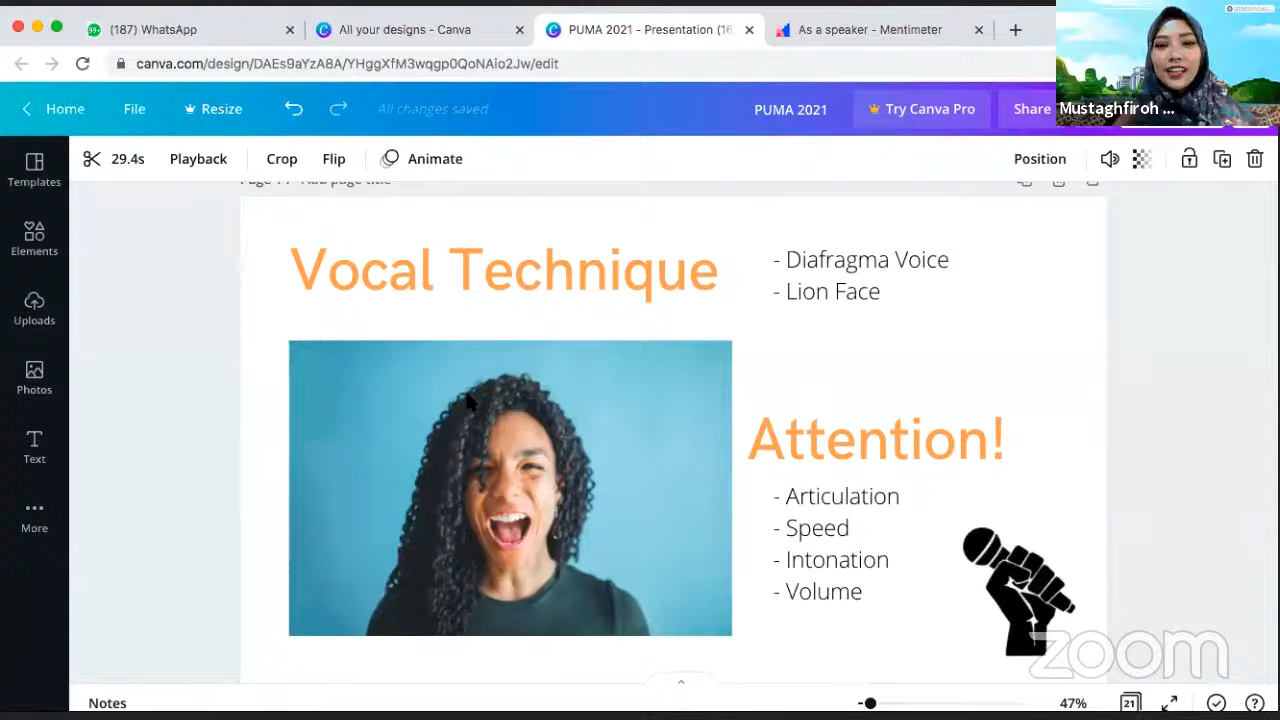 (187) WhatsApp
All your designs - Canva
PUMA 2021 - Presentation (16
As a speaker - Mentimeter
canva.com/design/DAEs9aYzA8A/YHggXfM3wqgp0QoNAio2Jw/edit
Mustaghfiroh ...
Home
File
Resize
All changes saved
PUMA 2021
Try Canva Pro
Share
29.4s
Playback
Crop
Flip
Animate
Position
Templates
Elements
Uploads
Photos
Text
More
Vocal Technique
- Diafragma Voice
- Lion Face
Attention!
- Articulation
- Speed
- Intonation
- Volume
zoom
Notes
47%
21